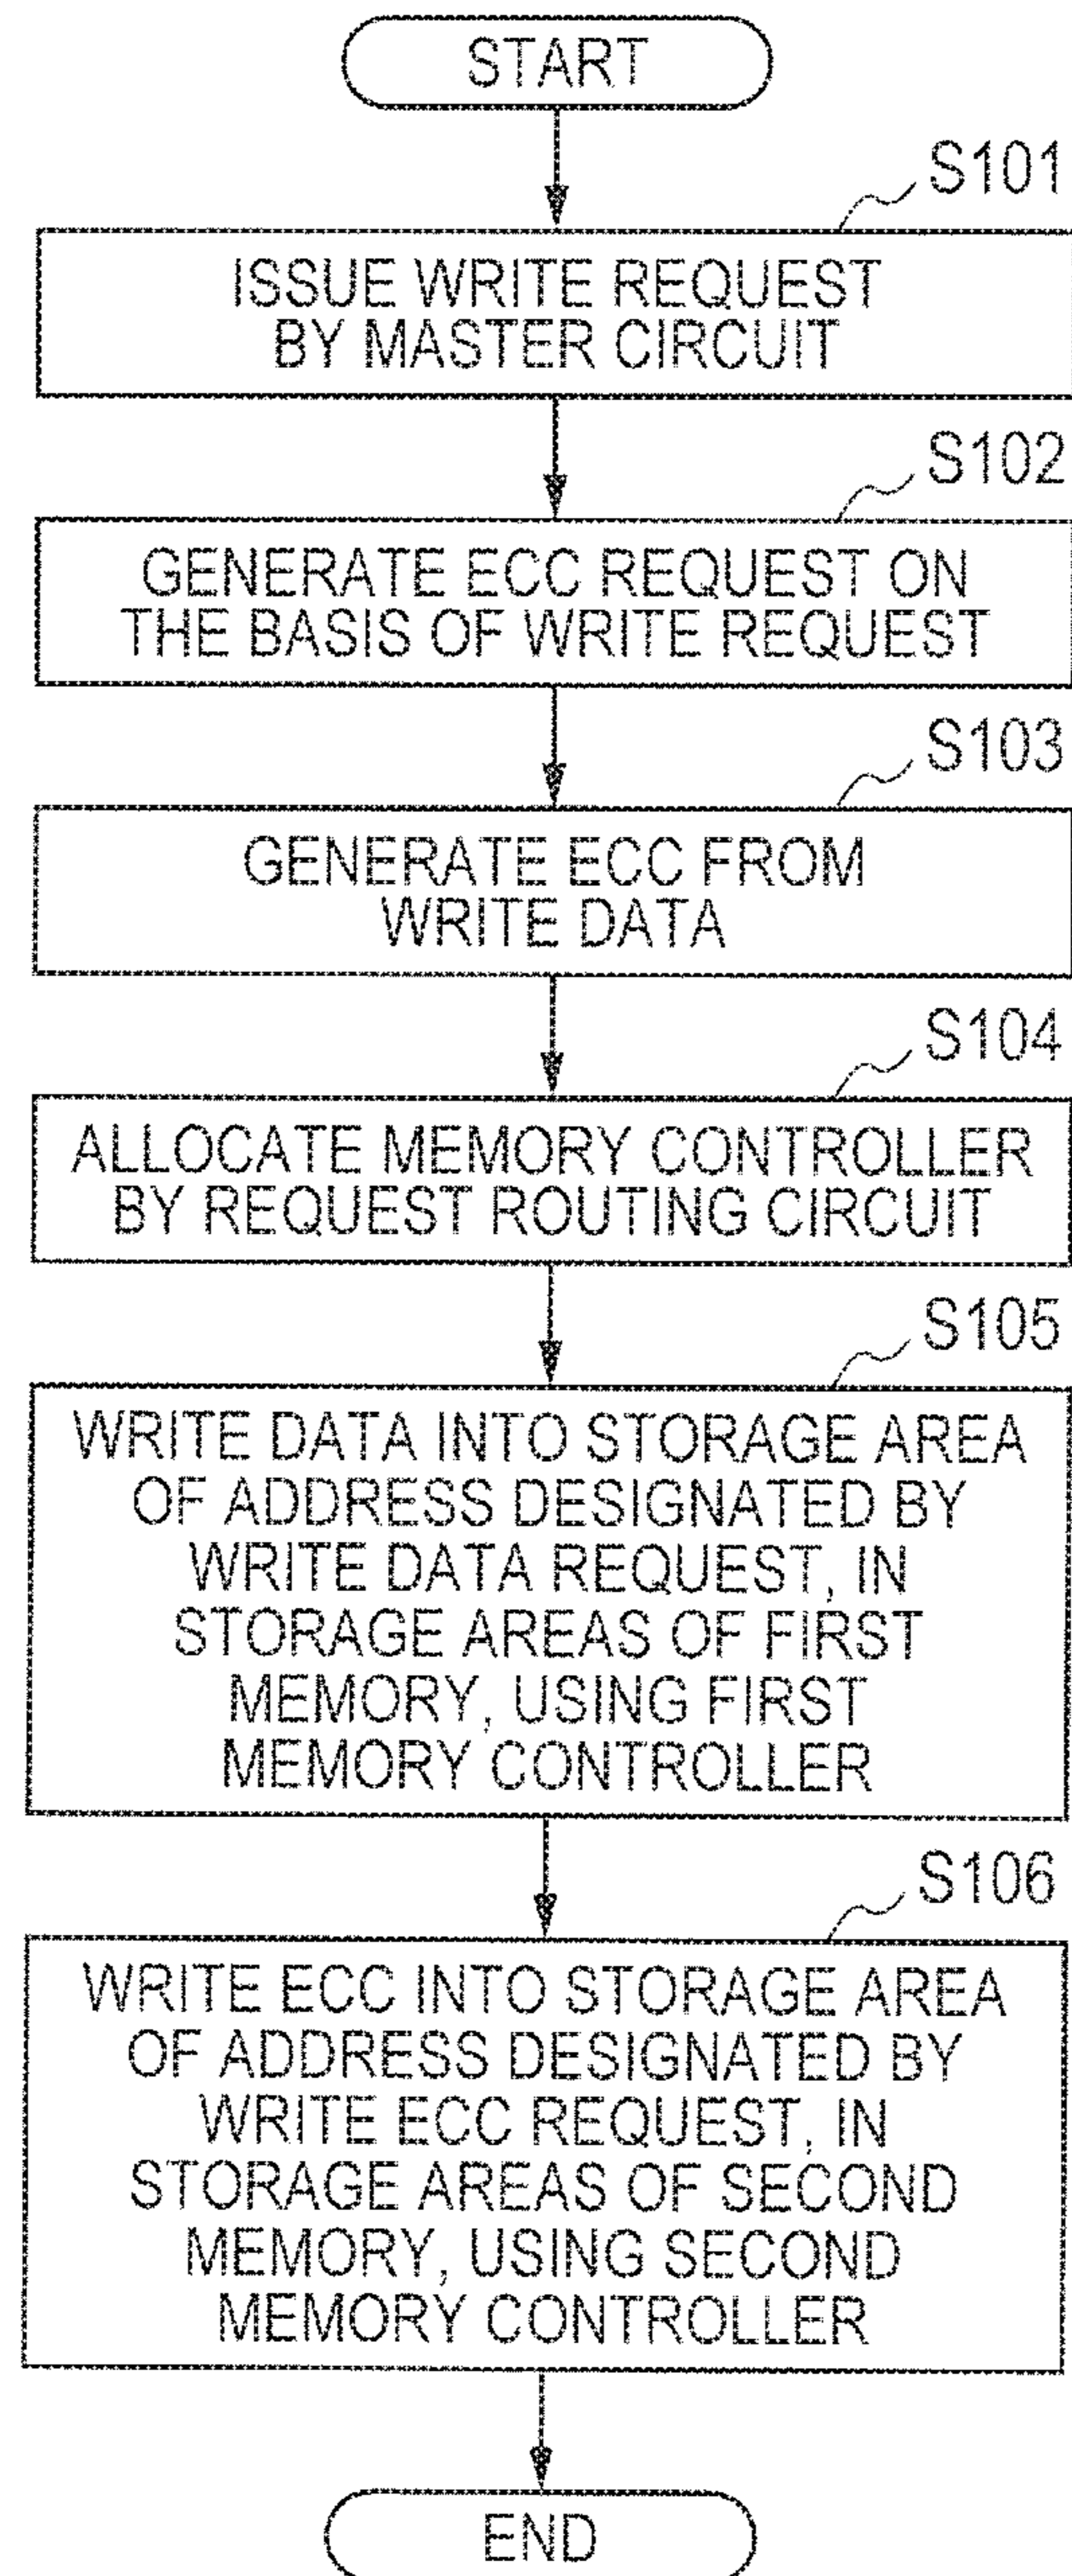 START
S101
ISSUE WRITE REQUEST
BY MASTER CIRCUIT
S102
GENERATE ECC REQUEST ON
THE BASIS OF WRITE REQUEST
S103
GENERATE ECC FROM
WRITE DATA
S104
ALLOCATE MEMORY CONTROLLER
BY REQUEST ROUTING CIRCUIT
S105
WRITE DATA INTO STORAGE AREA
OF ADDRESS DESIGNATED BY
WRITE DATA REQUEST, IN
STORAGE AREAS OF FIRST
MEMORY, USING FIRST
MEMORY CONTROLLER
S106
WRITE ECC INTO STORAGE AREA
OF ADDRESS DESIGNATED BY
WRITE ECC REQUEST, IN
STORAGE AREAS OF SECOND
MEMORY, USING SECOND
MEMORY CONTROLLER
END